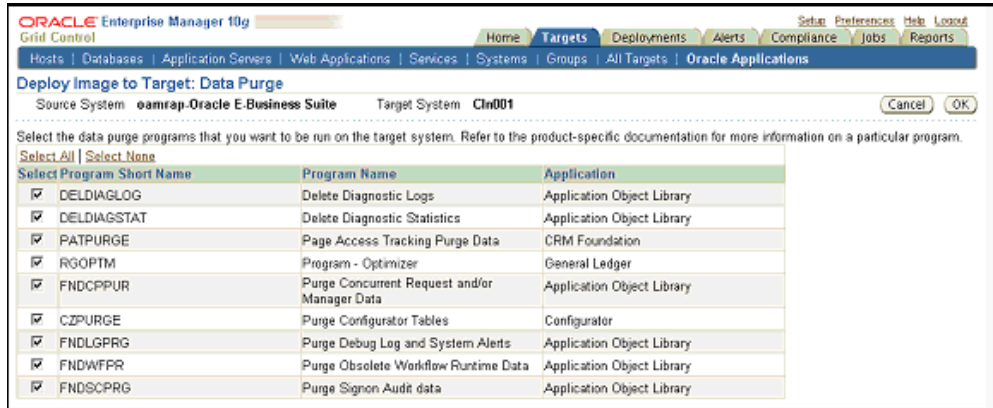 ORACLE Enterprise Manager 10g
Grid Control
Setup Preferences Help Logout
Home Targets Deployments Alerts Compliance Jobs Reports
Hosts | Databases | Application Servers | Web Applications | Services | Systems | Groups | All Targets | Oracle Applications
Deploy Image to Target: Data Purge
Source System oamrap-Oracle E-Business Suite Target System Cln001
Cancel OK
Select the data purge programs that you want to be run on the target system. Refer to the product-specific documentation for more information on a particular program.
Select All | Select None
Select Program Short Name Program Name Application
DELDIAGLOG Delete Diagnostic Logs Application Object Library
DELDIAGSTAT Delete Diagnostic Statistics Application Object Library
PATPURGE Page Access Tracking Purge Data CRM Foundation
RGOPTM Program - Optimizer General Ledger
FNDCPPUR Purge Concurrent Request and/or Manager Data Application Object Library
CZPURGE Purge Configurator Tables Configurator
FNDLGPRG Purge Debug Log and System Alerts Application Object Library
FNDWFPR Purge Obsolete Workflow Runtime Data Application Object Library
FNDSCPRG Purge Signon Audit data Application Object Library